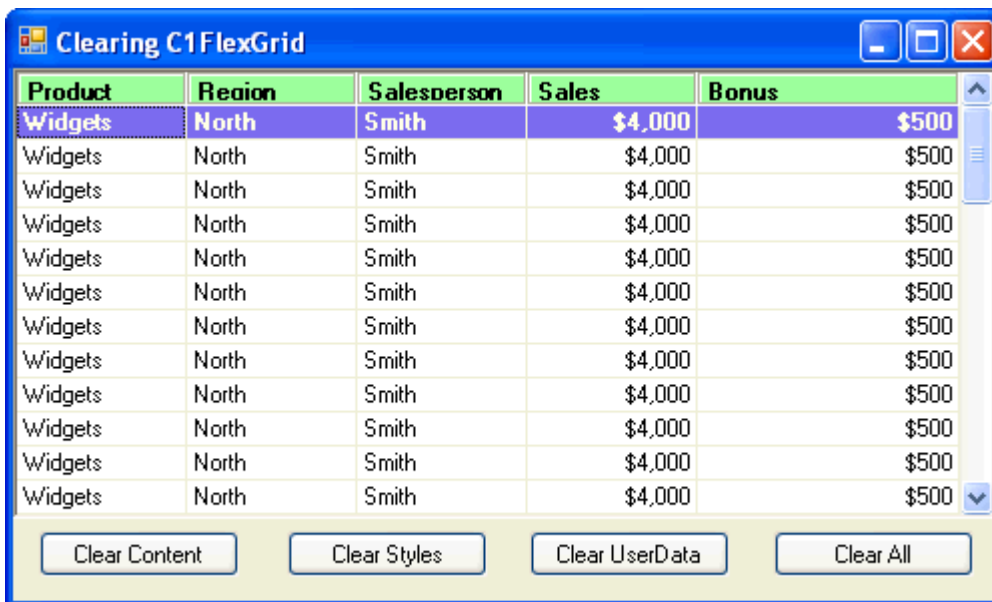 Clearing C1FlexGrid
Product Region Salesperson Sales Bonus
Widgets North Smith $4,000 $500
Widgets North Smith $4,000 $500
Widgets North Smith $4,000 $500
Widgets North Smith $4,000 $500
Widgets North Smith $4,000 $500
Widgets North Smith $4,000 $500
Widgets North Smith $4,000 $500
Widgets North Smith $4,000 $500
Widgets North Smith $4,000 $500
Widgets North Smith $4,000 $500
Widgets North Smith $4,000 $500
Widgets North Smith $4,000 $500
Clear Content Clear Styles Clear UserData Clear All